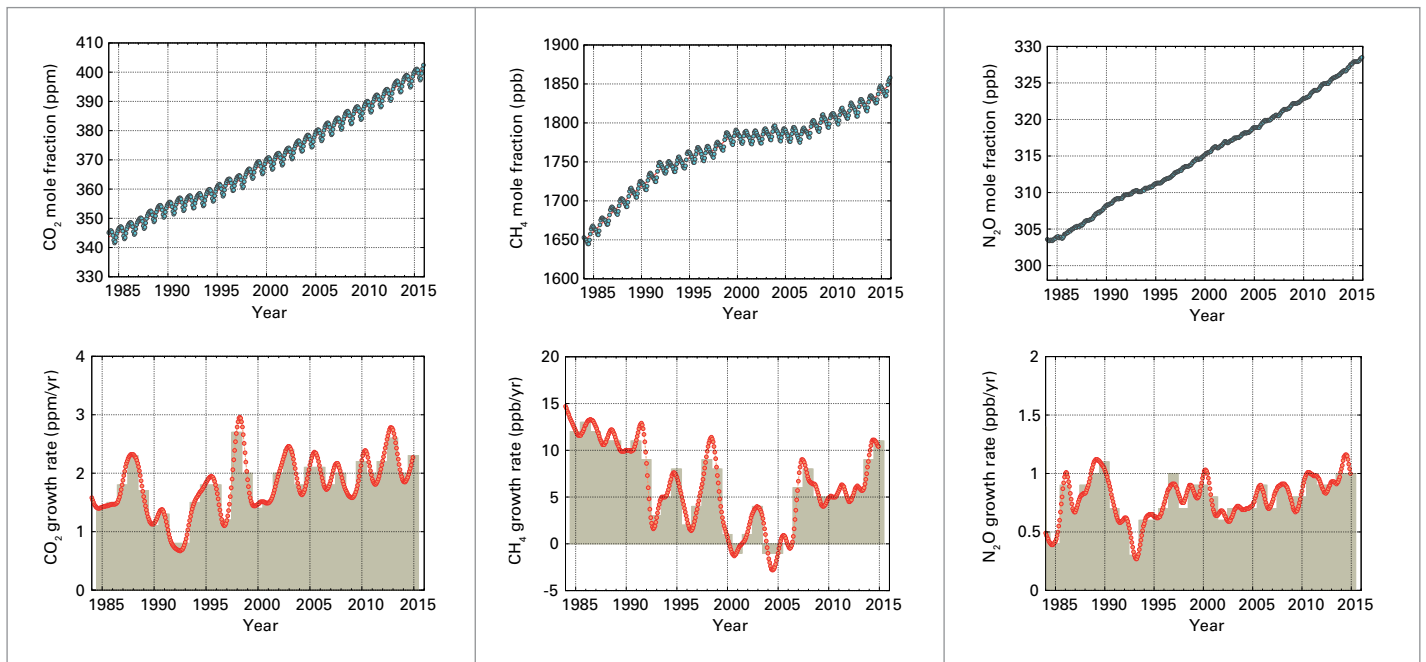 CO2 mole fraction (ppm)
410
400
390
380
370
360
350
340
330
1985 1990 1995 2000 2005 2010 2015
Year
CH4 mole fraction (ppb)
1900
1850
1800
1750
1700
1650
1600
1985 1990 1995 2000 2005 2010 2015
Year
N2O mole fraction (ppb)
330
325
320
315
310
305
300
1985 1990 1995 2000 2005 2010 2015
Year
CO2 growth rate (ppm/yr)
4
3
2
1
0
1985 1990 1995 2000 2005 2010 2015
Year
CH4 growth rate (ppb/yr)
20
15
10
5
0
-5
1985 1990 1995 2000 2005 2010 2015
Year
N2O growth rate (ppb/yr)
2
1.5
1
0.5
0
1985 1990 1995 2000 2005 2010 2015
Year